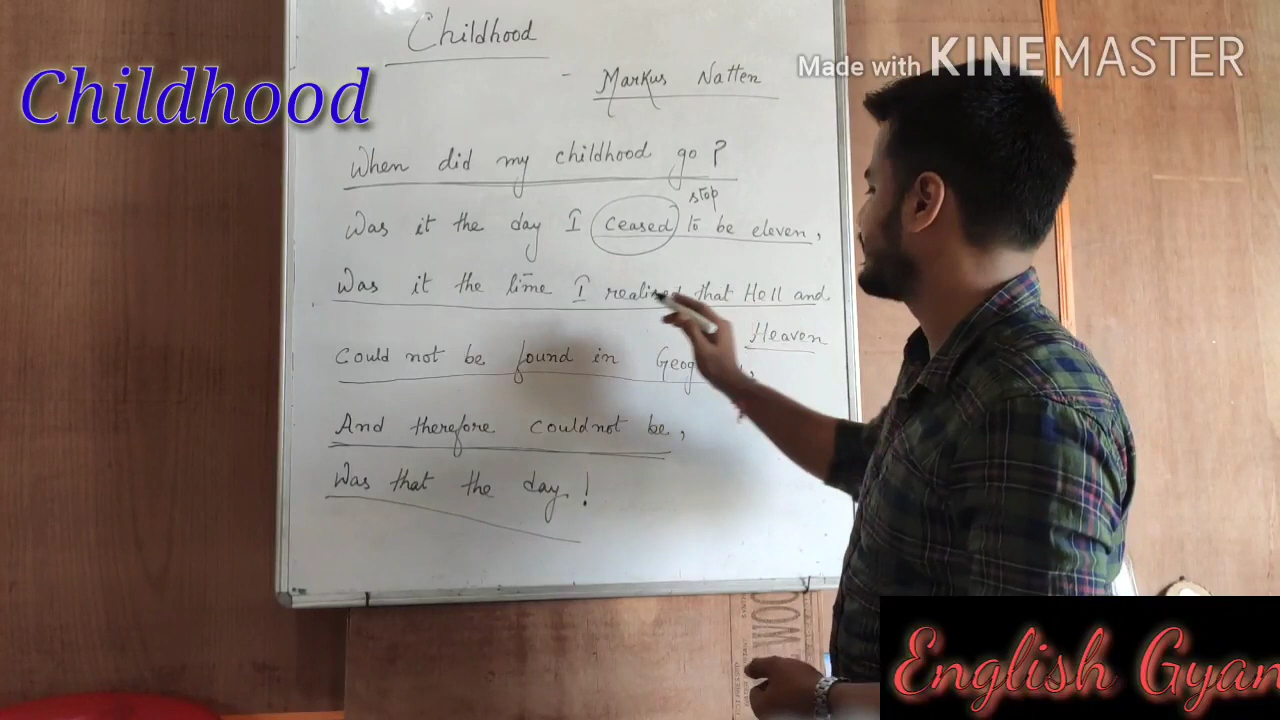 Childhood
Made with KINEMASTER
Childhood
- Markus Natten
When did my childhood go?
stop
Was it the day I ceased to be eleven,
Was it the time I realised that Hell and
Heaven
Could not be found in
And therefore could not be,
Was that the day!
WOO
English Gyan